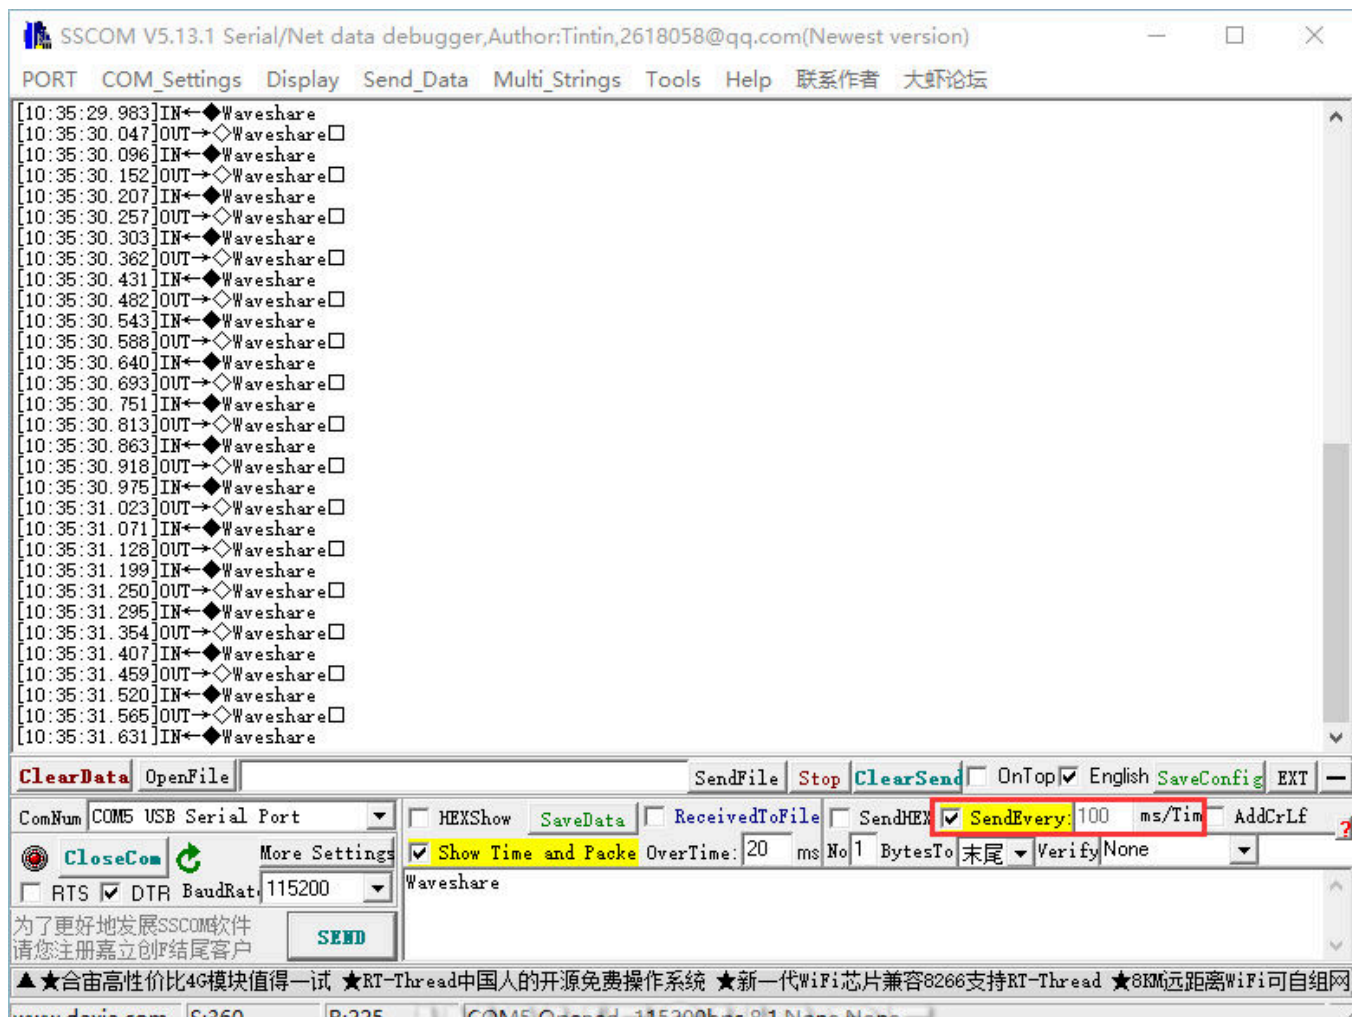 SSCOM V5.13.1 Serial/Net data debugger,Author:Tintin,2618058@qq.com(Newest version)
PORT COM_Settings Display Send_Data Multi_Strings Tools Help 联系作者 大虾论坛
[10:35:29.983]IN←◆Waveshare
[10:35:30.047]OUT→◇Waveshare□
[10:35:30.096]IN←◆Waveshare
[10:35:30.152]OUT→◇Waveshare□
[10:35:30.207]IN←◆Waveshare
[10:35:30.257]OUT→◇Waveshare□
[10:35:30.303]IN←◆Waveshare
[10:35:30.362]OUT→◇Waveshare□
[10:35:30.431]IN←◆Waveshare
[10:35:30.482]OUT→◇Waveshare□
[10:35:30.543]IN←◆Waveshare
[10:35:30.588]OUT→◇Waveshare□
[10:35:30.640]IN←◆Waveshare
[10:35:30.693]OUT→◇Waveshare□
[10:35:30.751]IN←◆Waveshare
[10:35:30.813]OUT→◇Waveshare□
[10:35:30.863]IN←◆Waveshare
[10:35:30.918]OUT→◇Waveshare□
[10:35:30.975]IN←◆Waveshare
[10:35:31.023]OUT→◇Waveshare□
[10:35:31.071]IN←◆Waveshare
[10:35:31.128]OUT→◇Waveshare□
[10:35:31.199]IN←◆Waveshare
[10:35:31.250]OUT→◇Waveshare□
[10:35:31.295]IN←◆Waveshare
[10:35:31.354]OUT→◇Waveshare□
[10:35:31.407]IN←◆Waveshare
[10:35:31.459]OUT→◇Waveshare□
[10:35:31.520]IN←◆Waveshare
[10:35:31.565]OUT→◇Waveshare□
[10:35:31.631]IN←◆Waveshare
ClearData OpenFile SendFile Stop ClearSend OnTop English SaveConfig EXT —
ComNum COM5 USB Serial Port HEXShow SaveData ReceivedToFile SendHEX SendEvery: 100 ms/Tim AddCrLf
CloseCom More Settings Show Time and Packe OverTime: 20 ms No 1 BytesTo 末尾 Verify None
RTS DTR BaudRat 115200 Waveshare
为了更好地发展SSCOM软件
请您注册嘉立创F结尾客户 SEND
▲★合宙高性价比4G模块值得一试 ★RT-Thread中国人的开源免费操作系统 ★新一代WiFi芯片兼容8266支持RT-Thread ★8KM远距离WiFi可自组网
S:360 R:225 COM5 Opened